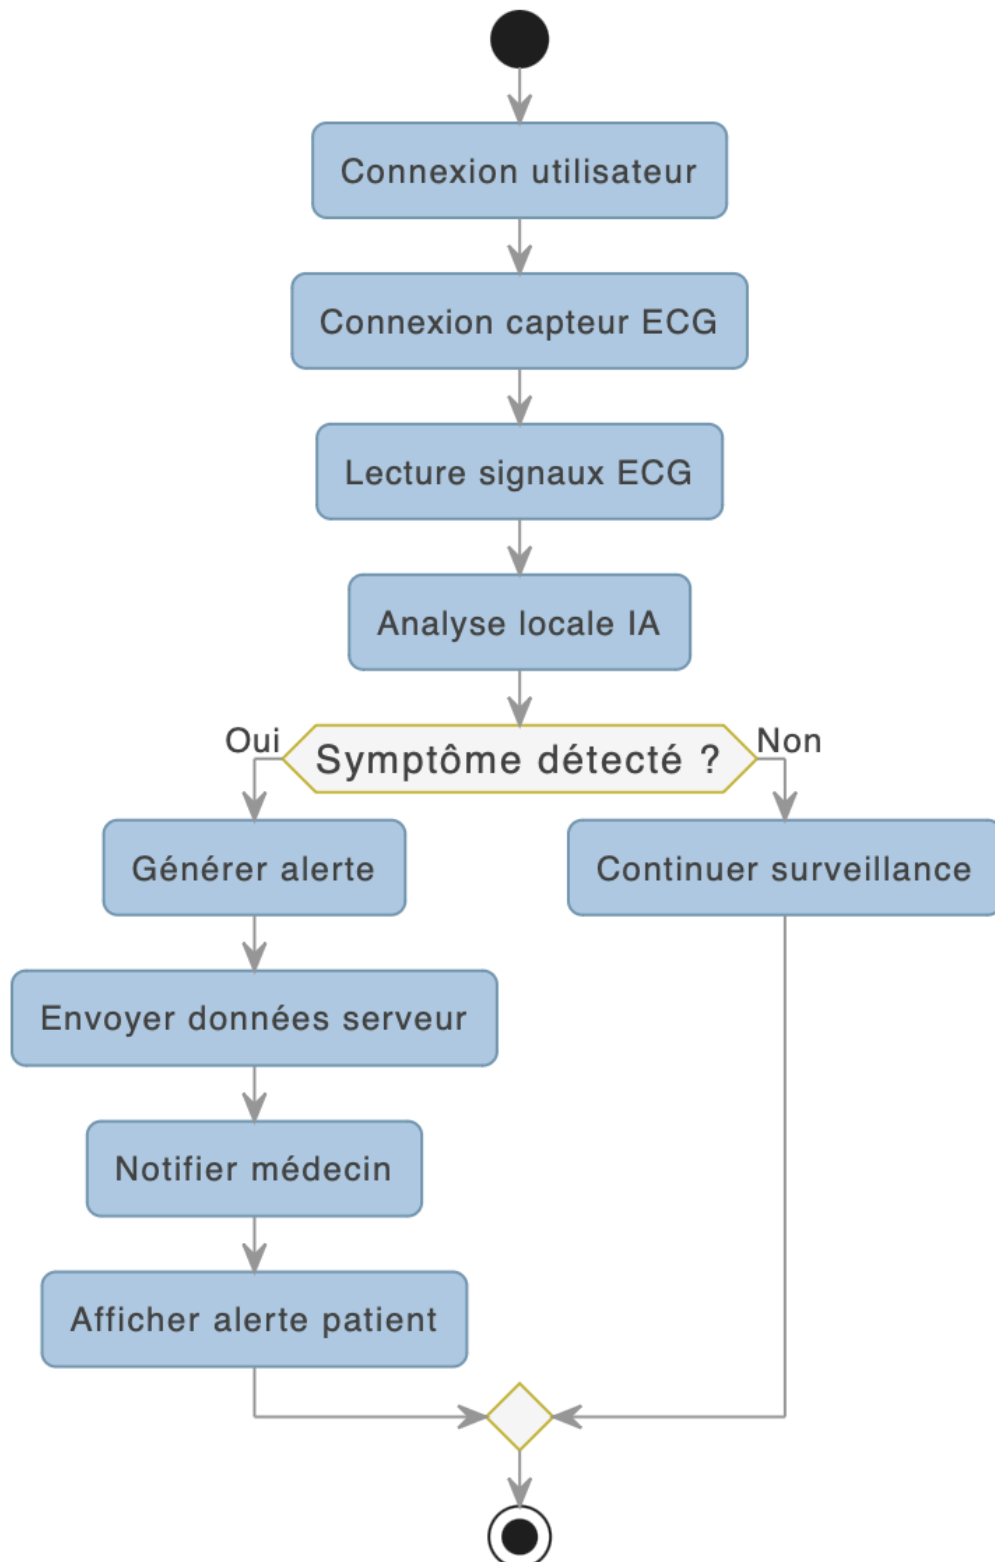 Connexion utilisateur
Connexion capteur ECG
Lecture signaux ECG
Analyse locale IA
Oui
Symptôme détecté ?
Non
Générer alerte
Continuer surveillance
Envoyer données serveur
Notifier médecin
Afficher alerte patient